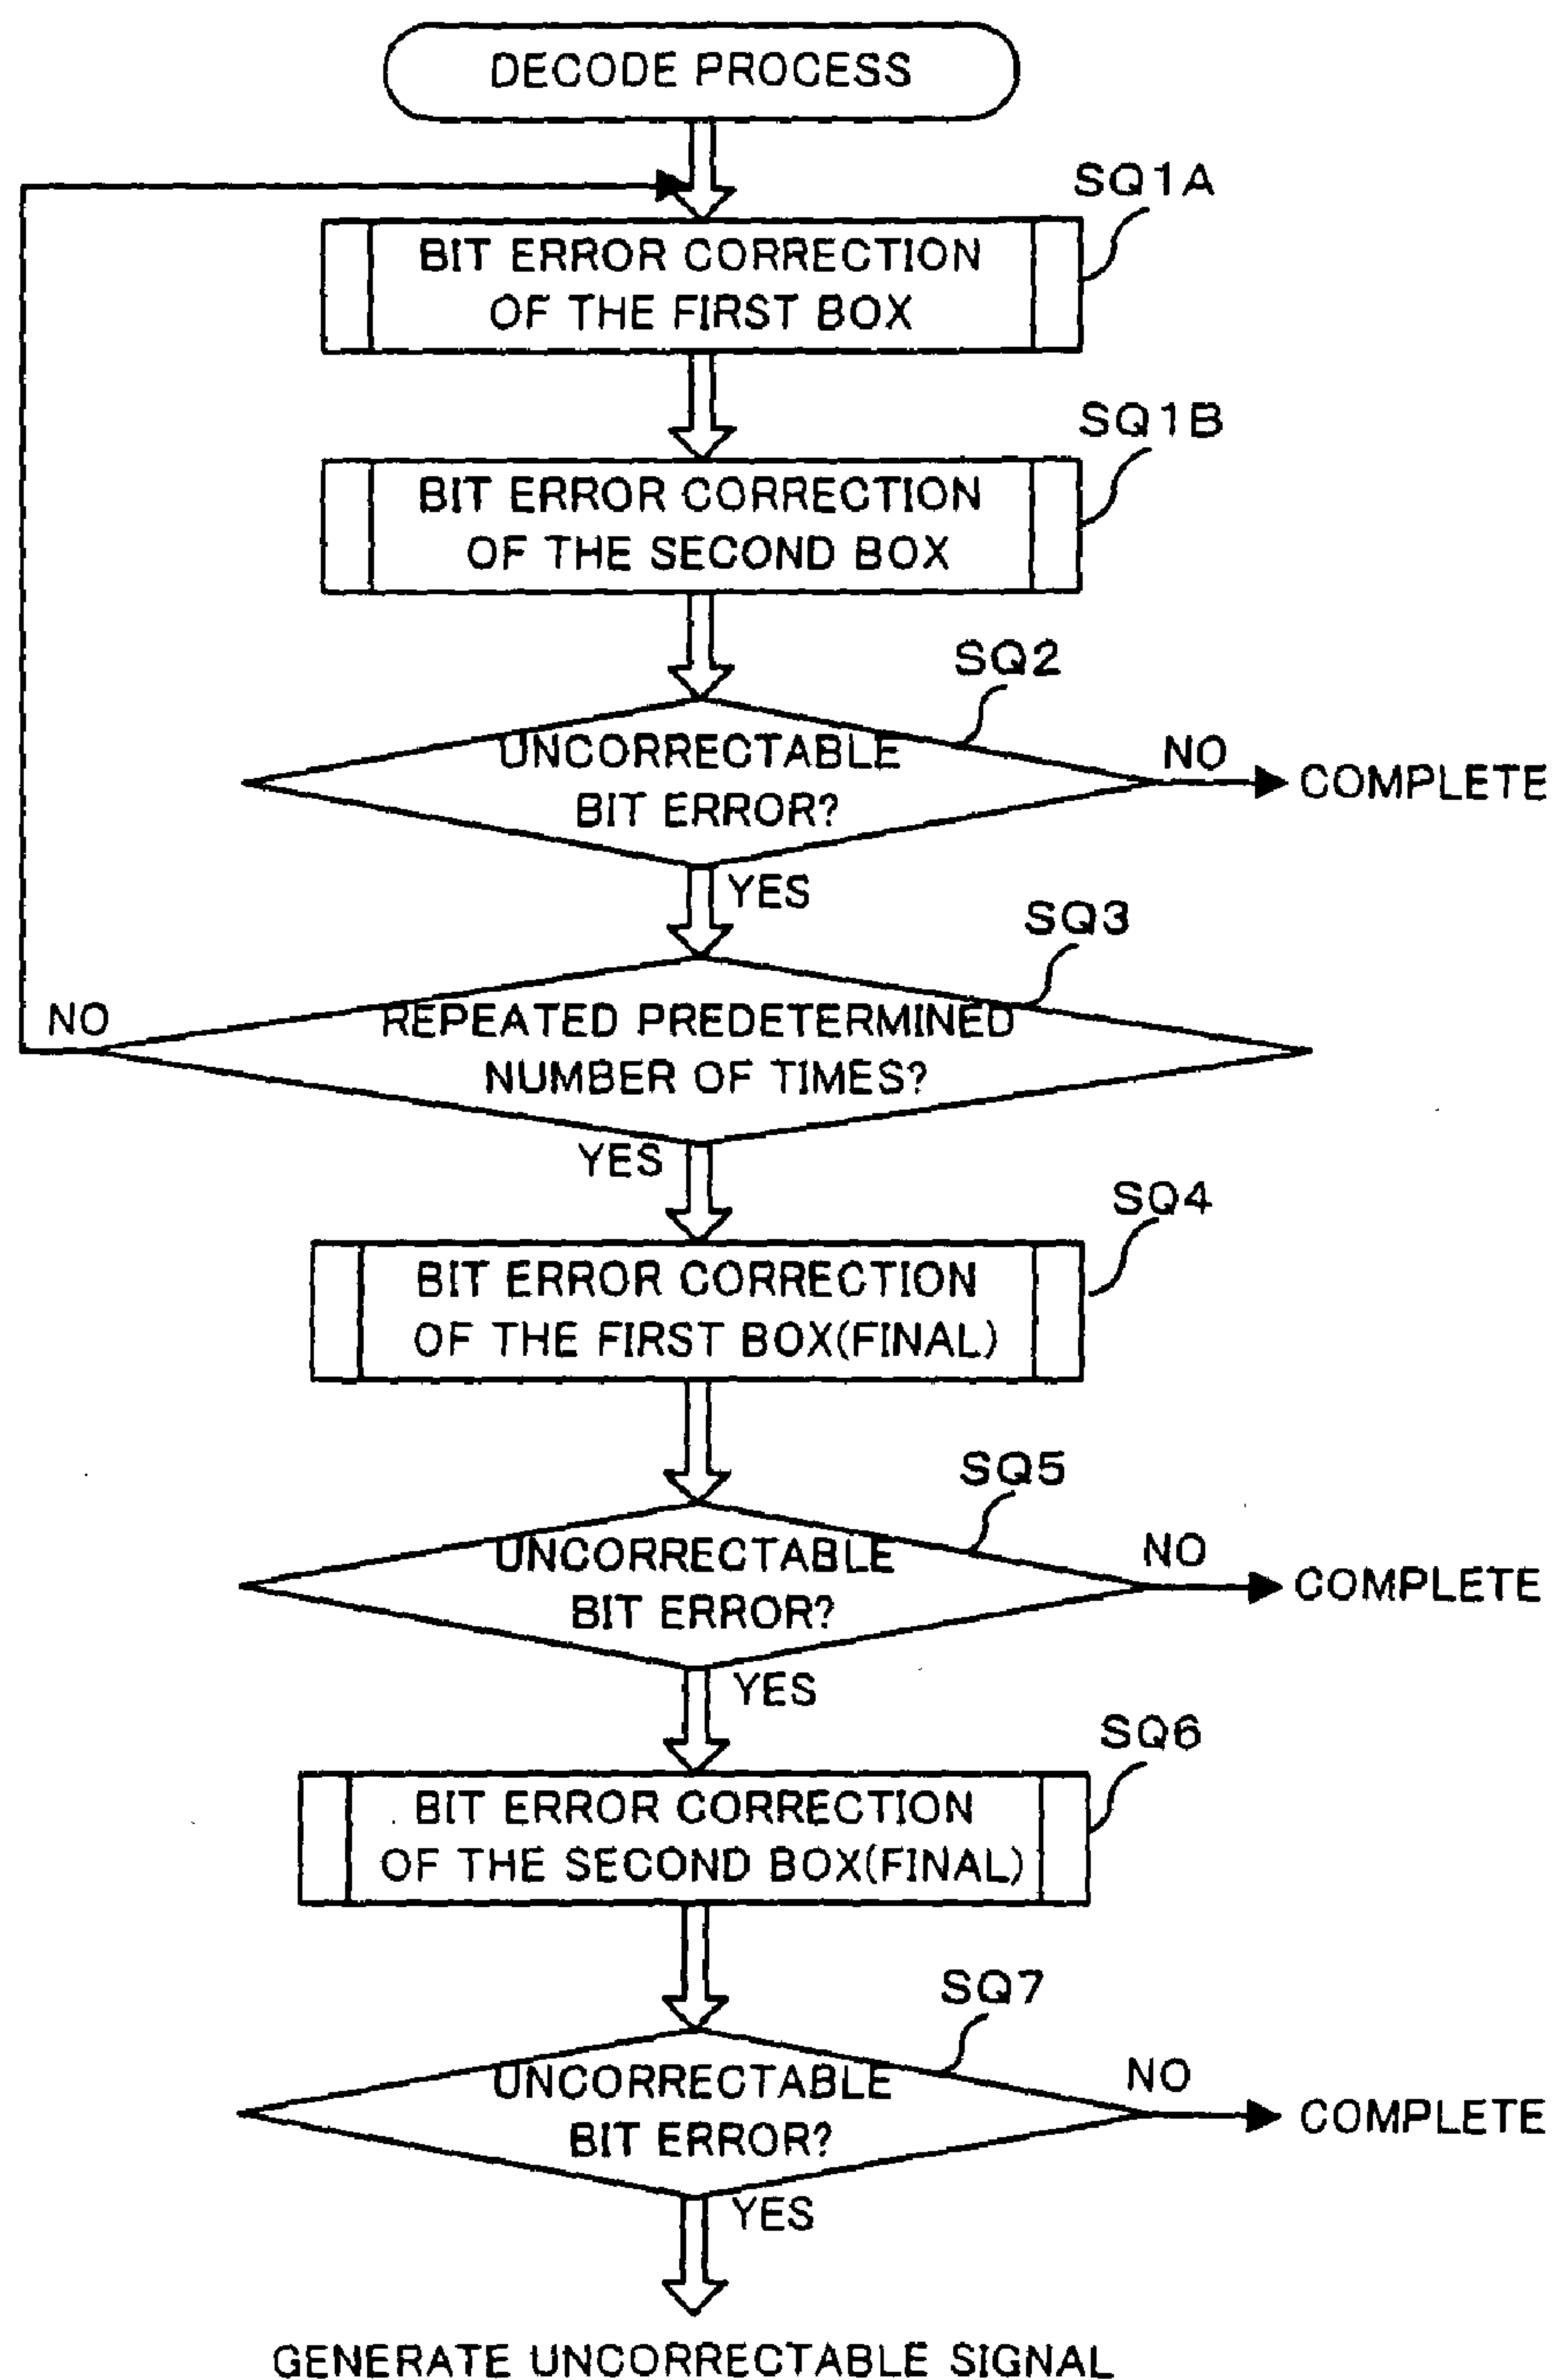 DECODE PROCESS
SQ1A
BIT ERROR CORRECTION
OF THE FIRST BOX
SQ1B
BIT ERROR CORRECTION
OF THE SECOND BOX
SQ2
UNCORRECTABLE
BIT ERROR?
NO
COMPLETE
YES
SQ3
NO
REPEATED PREDETERMINED
NUMBER OF TIMES?
YES
SQ4
BIT ERROR CORRECTION
OF THE FIRST BOX(FINAL)
SQ5
UNCORRECTABLE
BIT ERROR?
NO
COMPLETE
YES
SQ6
BIT ERROR CORRECTION
OF THE SECOND BOX(FINAL)
SQ7
UNCORRECTABLE
BIT ERROR?
NO
COMPLETE
YES
GENERATE UNCORRECTABLE SIGNAL